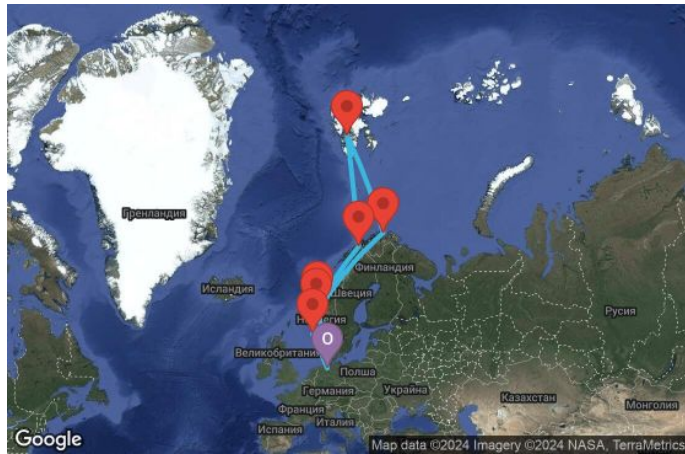 Гренландия
Исландия
Финландия
Швеция
Норвегия
Русия
Великобритания
O
Полша
Германия
Украйна
Казахстан
Франция
Монголия
Италия
Испания
Google
Map data ©2024 Imagery ©2024 NASA, TerraMetrics